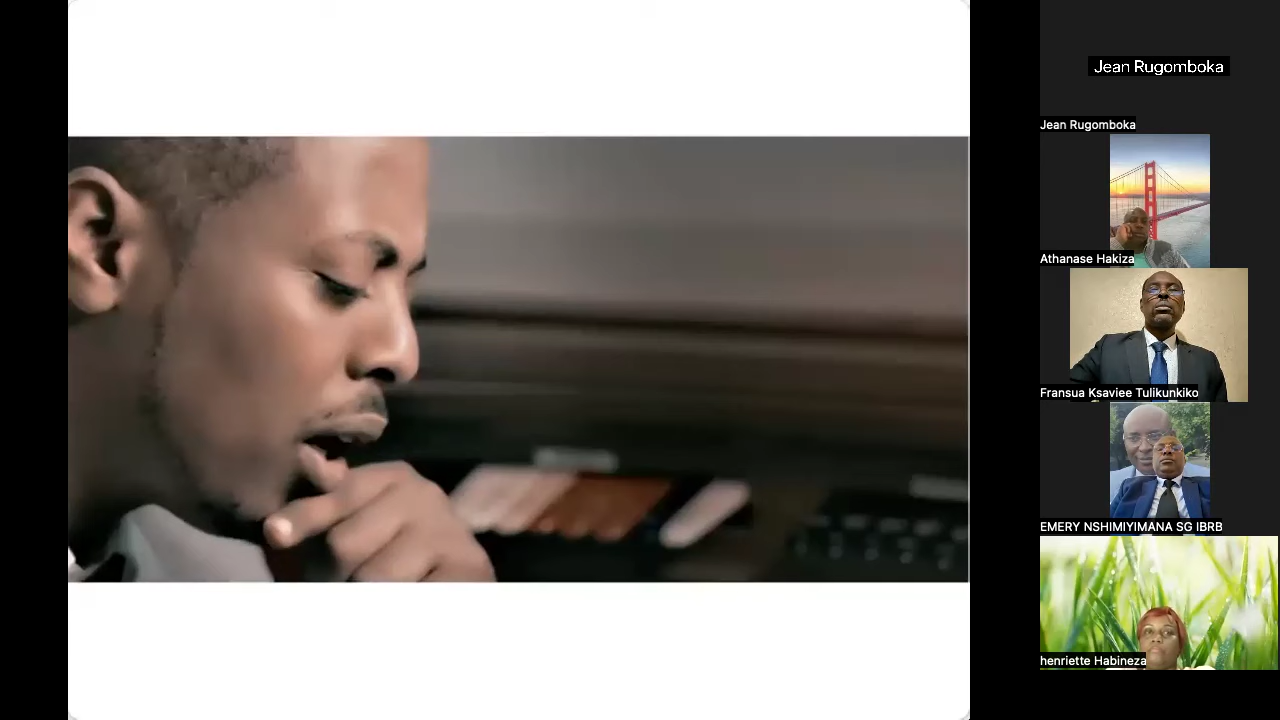 Jean Rugomboka
Jean Rugomboka
Athanase Hakiza
Fransua Ksaviee Tulikunkiko
EMERY NSHIMIYIMANA SG IBRB
henriette Habineza